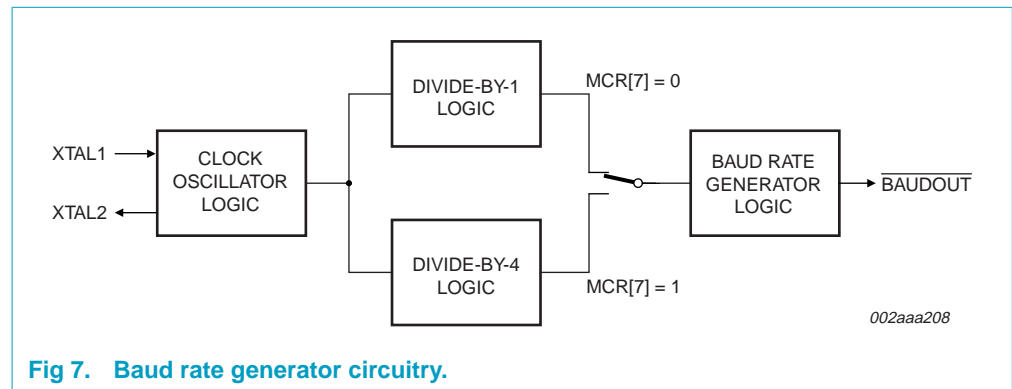 DIVIDE-BY-1
LOGIC
MCR[7] = 0
XTAL1
XTAL2
CLOCK
OSCILLATOR
LOGIC
BAUD RATE
GENERATOR
LOGIC
BAUDOUT
DIVIDE-BY-4
LOGIC
MCR[7] = 1
002aaa208
Fig 7. Baud rate generator circuitry.